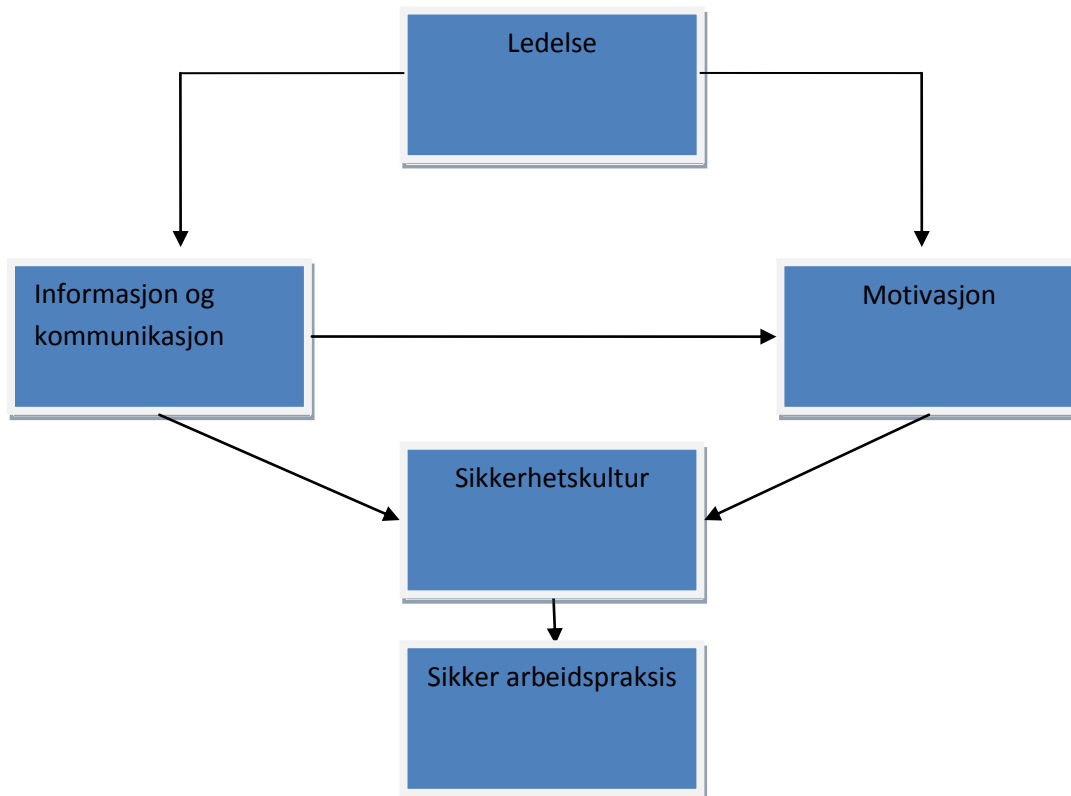 Ledelse
Informasjon og
kommunikasjon
Motivasjon
Sikkerhetskultur
Sikker arbeidspraksis